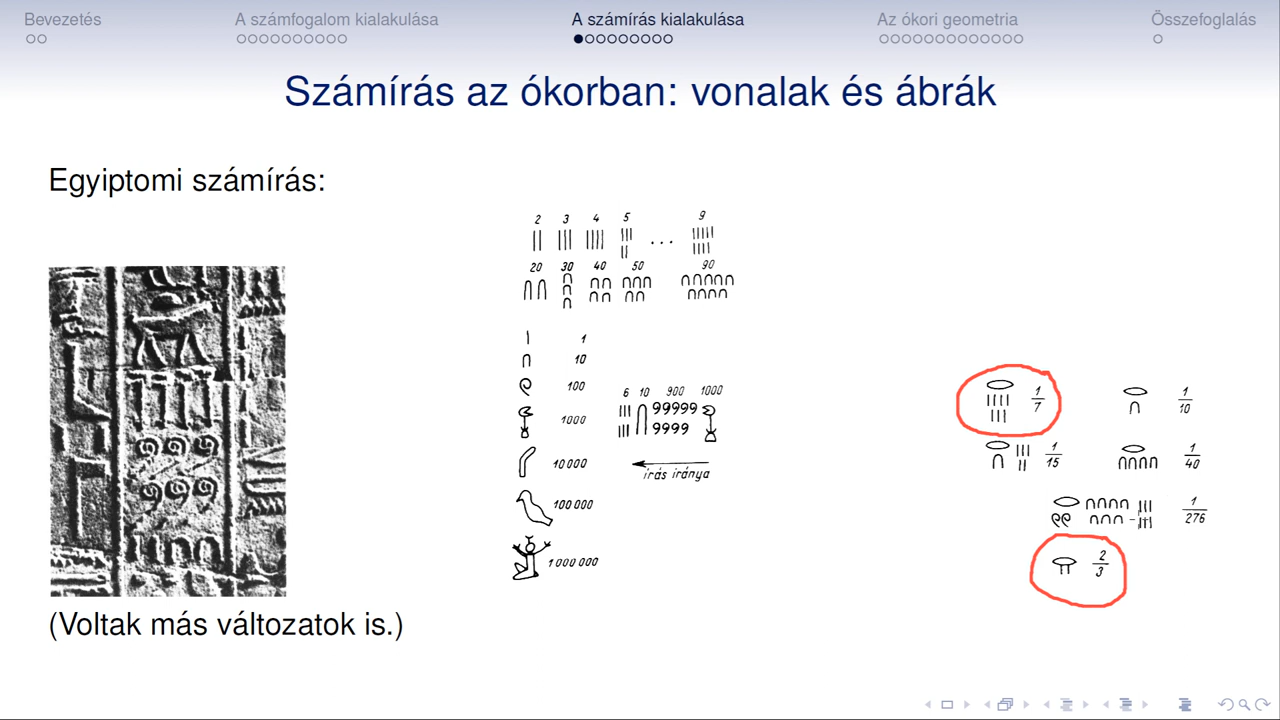 Bevezetés
A számfogalom kialakulása
A számírás kialakulása
Az ókori geometria
Összefoglalás
Számírás az ókorban: vonalak és ábrák
Egyiptomi számírás:
2 3 4 5 ... 9
20 30 40 50 90
1
10
100
1000
10 000
100 000
1 000 000
6 10 900 1000
írás iránya
1/7 1/10
1/15 1/40
1/276
2/3
(Voltak más változatok is.)